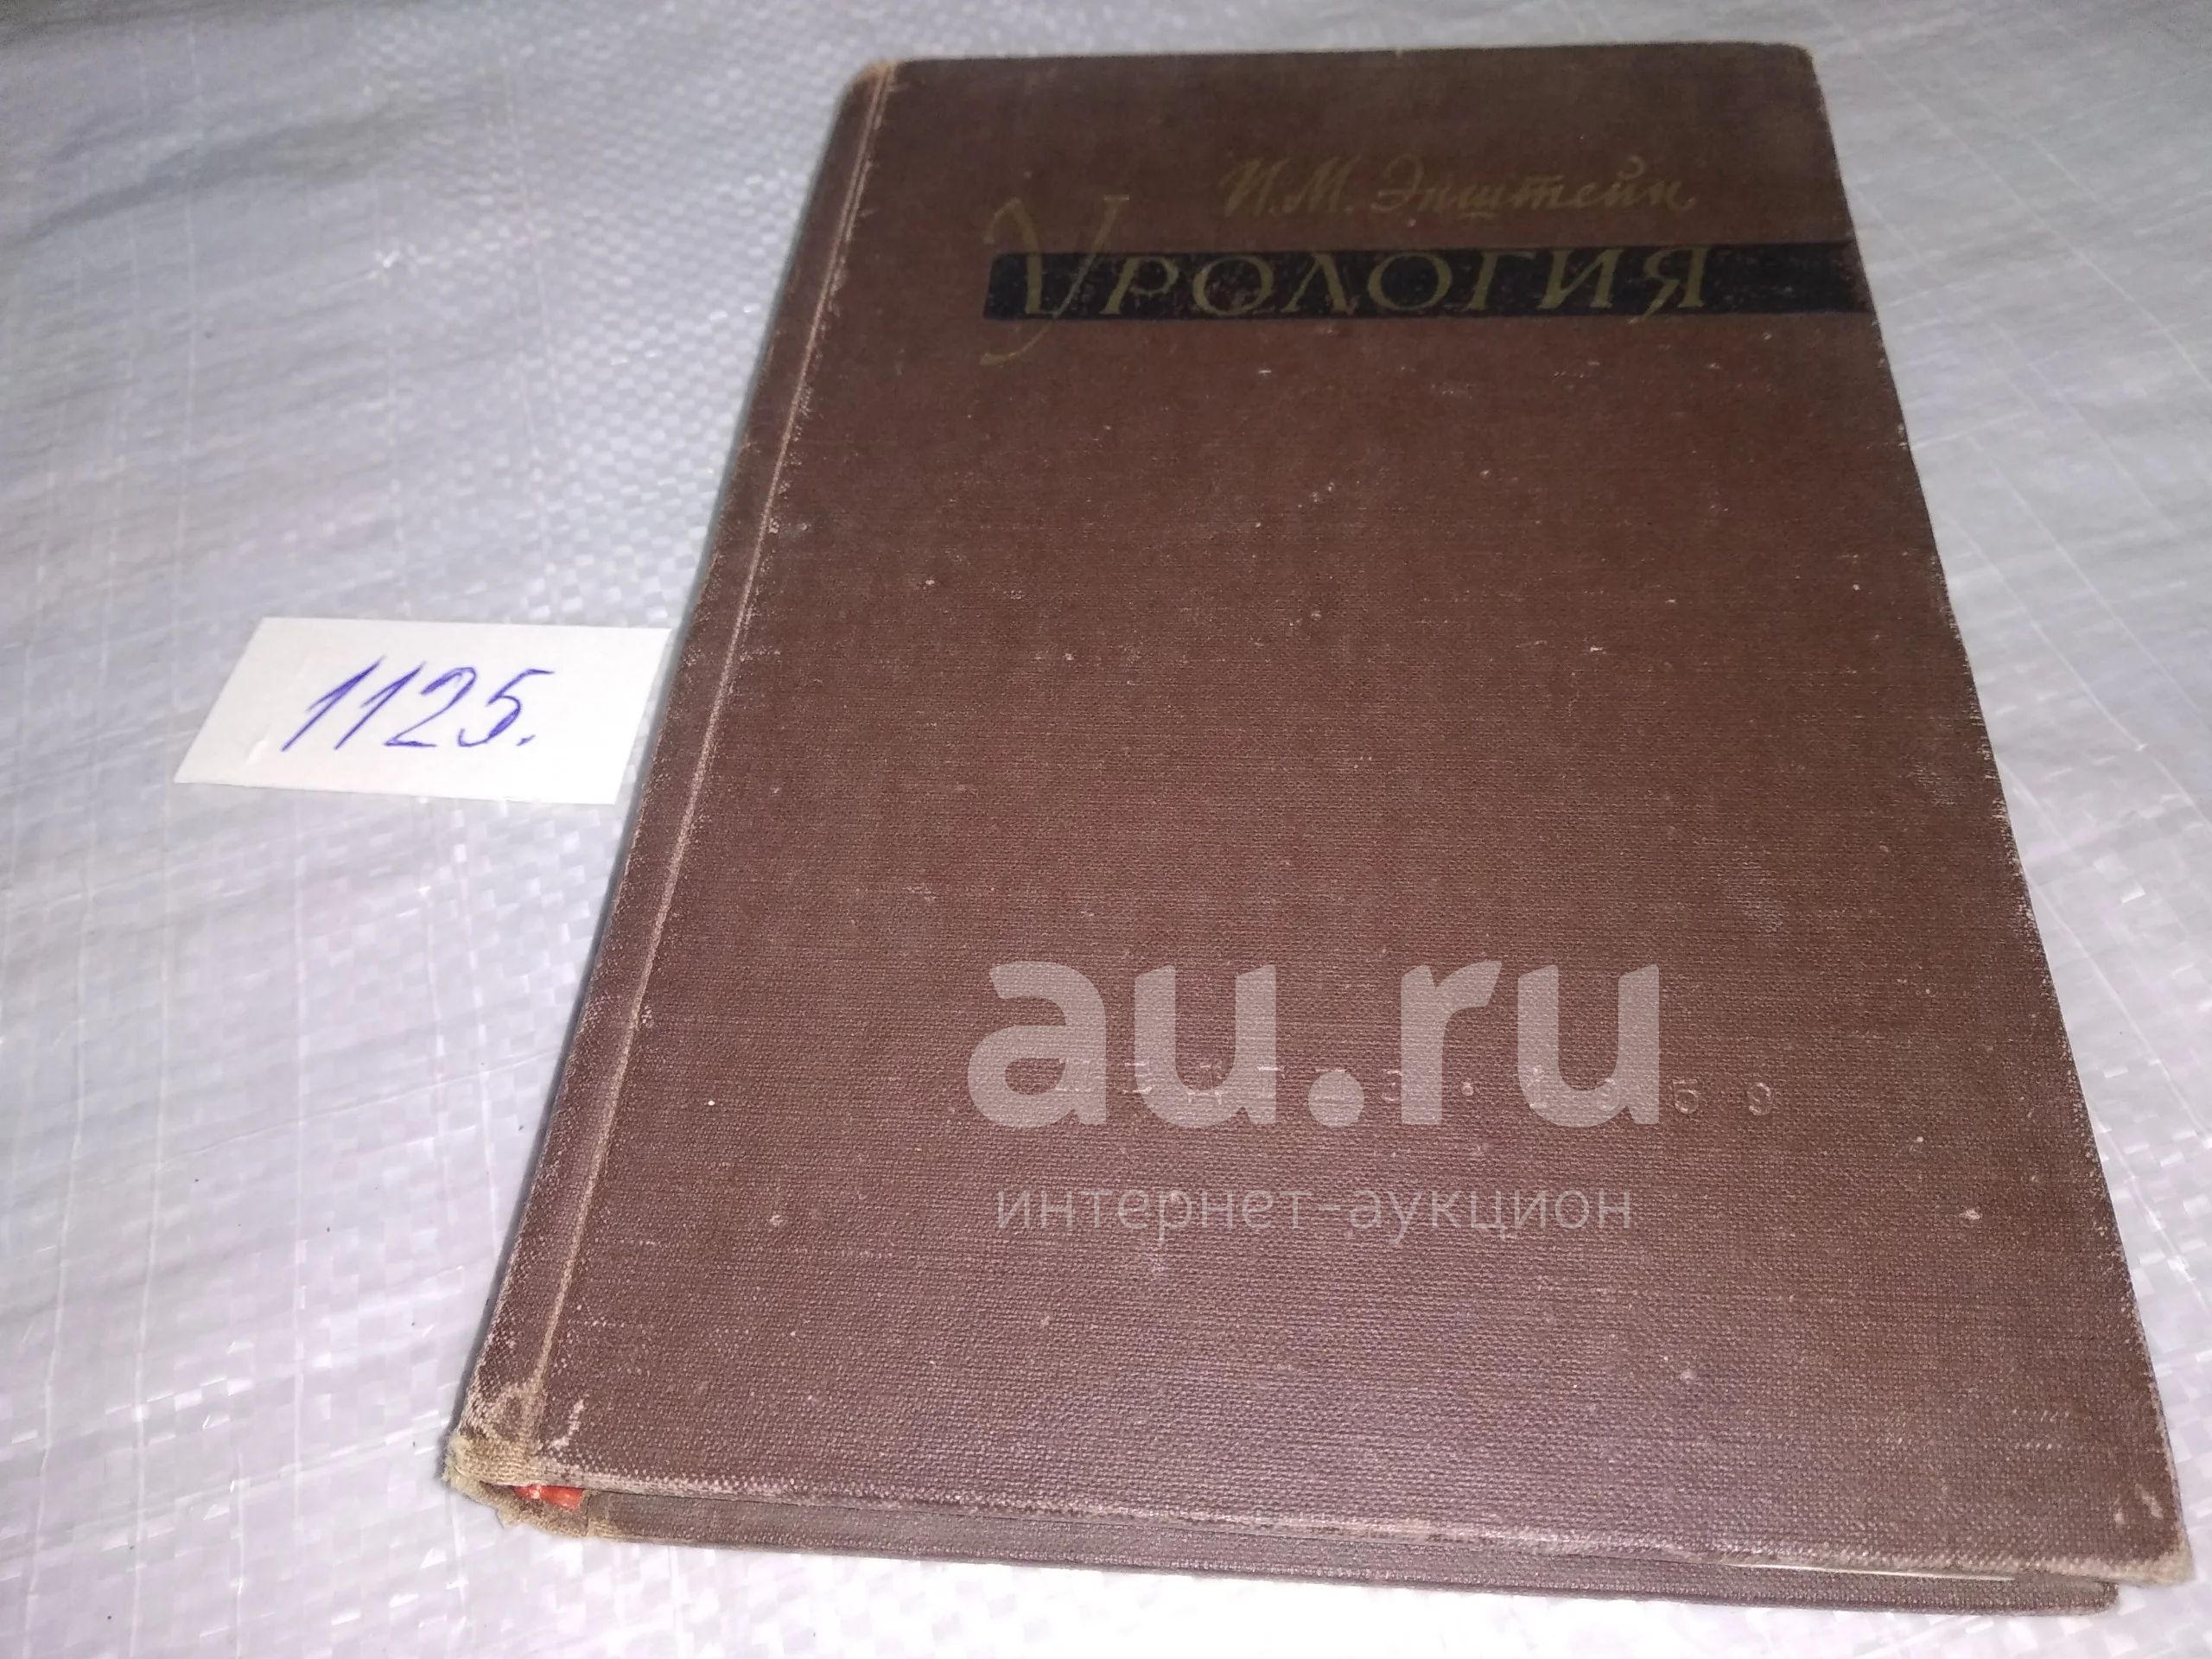 И.М. Эпштейн
УРОЛОГИЯ
1125.
au.ru
интернет-аукцион